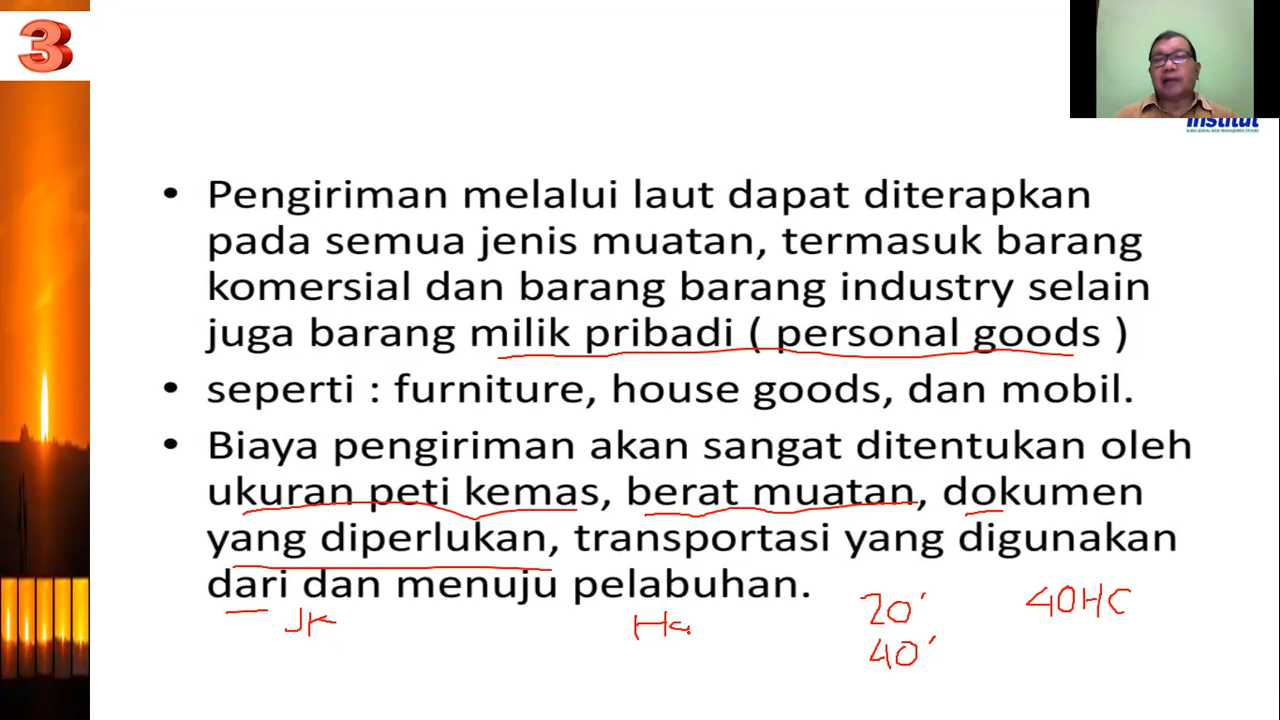 3
Institut
• Pengiriman melalui laut dapat diterapkan
pada semua jenis muatan, termasuk barang
komersial dan barang barang industry selain
juga barang milik pribadi ( personal goods )
• seperti : furniture, house goods, dan mobil.
• Biaya pengiriman akan sangat ditentukan oleh
ukuran peti kemas, berat muatan, dokumen
yang diperlukan, transportasi yang digunakan
dari dan menuju pelabuhan.
20' 40HC
Jk Ha
40'